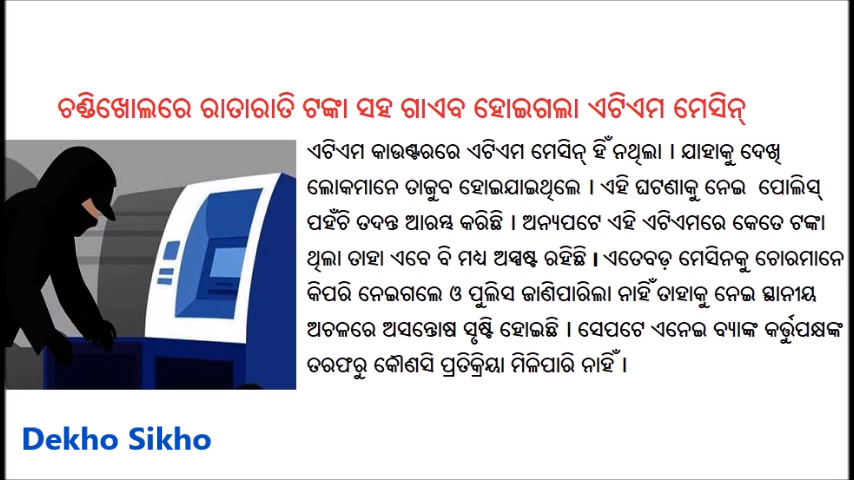 ଚଣ୍ଡିଖୋଲରେ ରାତାରାତି ଟଙ୍କା ସହ ଗାଏବ ହୋଇଗଲା ଏଟିଏମ ମେସିନ୍
ଏଟିଏମ କାଉଣ୍ଟରରେ ଏଟିଏମ ମେସିନ୍ ହିଁ ନଥିଲା । ଯାହାକୁ ଦେଖି
ଲୋକମାନେ ତାଜୁବ ହୋଇଯାଇଥିଲେ । ଏହି ଘଟଣାକୁ ନେଇ ପୋଲିସ୍
ପହଁଚି ତଦନ୍ତ ଆରମ୍ଭ କରିଛି । ଅନ୍ୟପଟେ ଏହି ଏଟିଏମରେ କେତେ ଟଙ୍କା
ଥିଲା ତାହା ଏବେ ବି ମଧ୍ୟ ଅସ୍ପଷ୍ଟ ରହିଛି । ଏତେବଡ଼ ମେସିନକୁ ଚୋରମାନେ
କିପରି ନେଇଗଲେ ଓ ପୁଲିସ ଜାଣିପାରିଲା ନାହିଁ ତାହାକୁ ନେଇ ସ୍ଥାନୀୟ
ଅଚଳରେ ଅସନ୍ତୋଷ ସୃଷ୍ଟି ହୋଇଛି । ସେପଟେ ଏନେଇ ବ୍ୟାଙ୍କ କର୍ତ୍ତୁପକ୍ଷଙ୍କ
ତରଫରୁ କୌଣସି ପ୍ରତିକ୍ରିୟା ମିଳିପାରି ନାହିଁ ।
Dekho Sikho